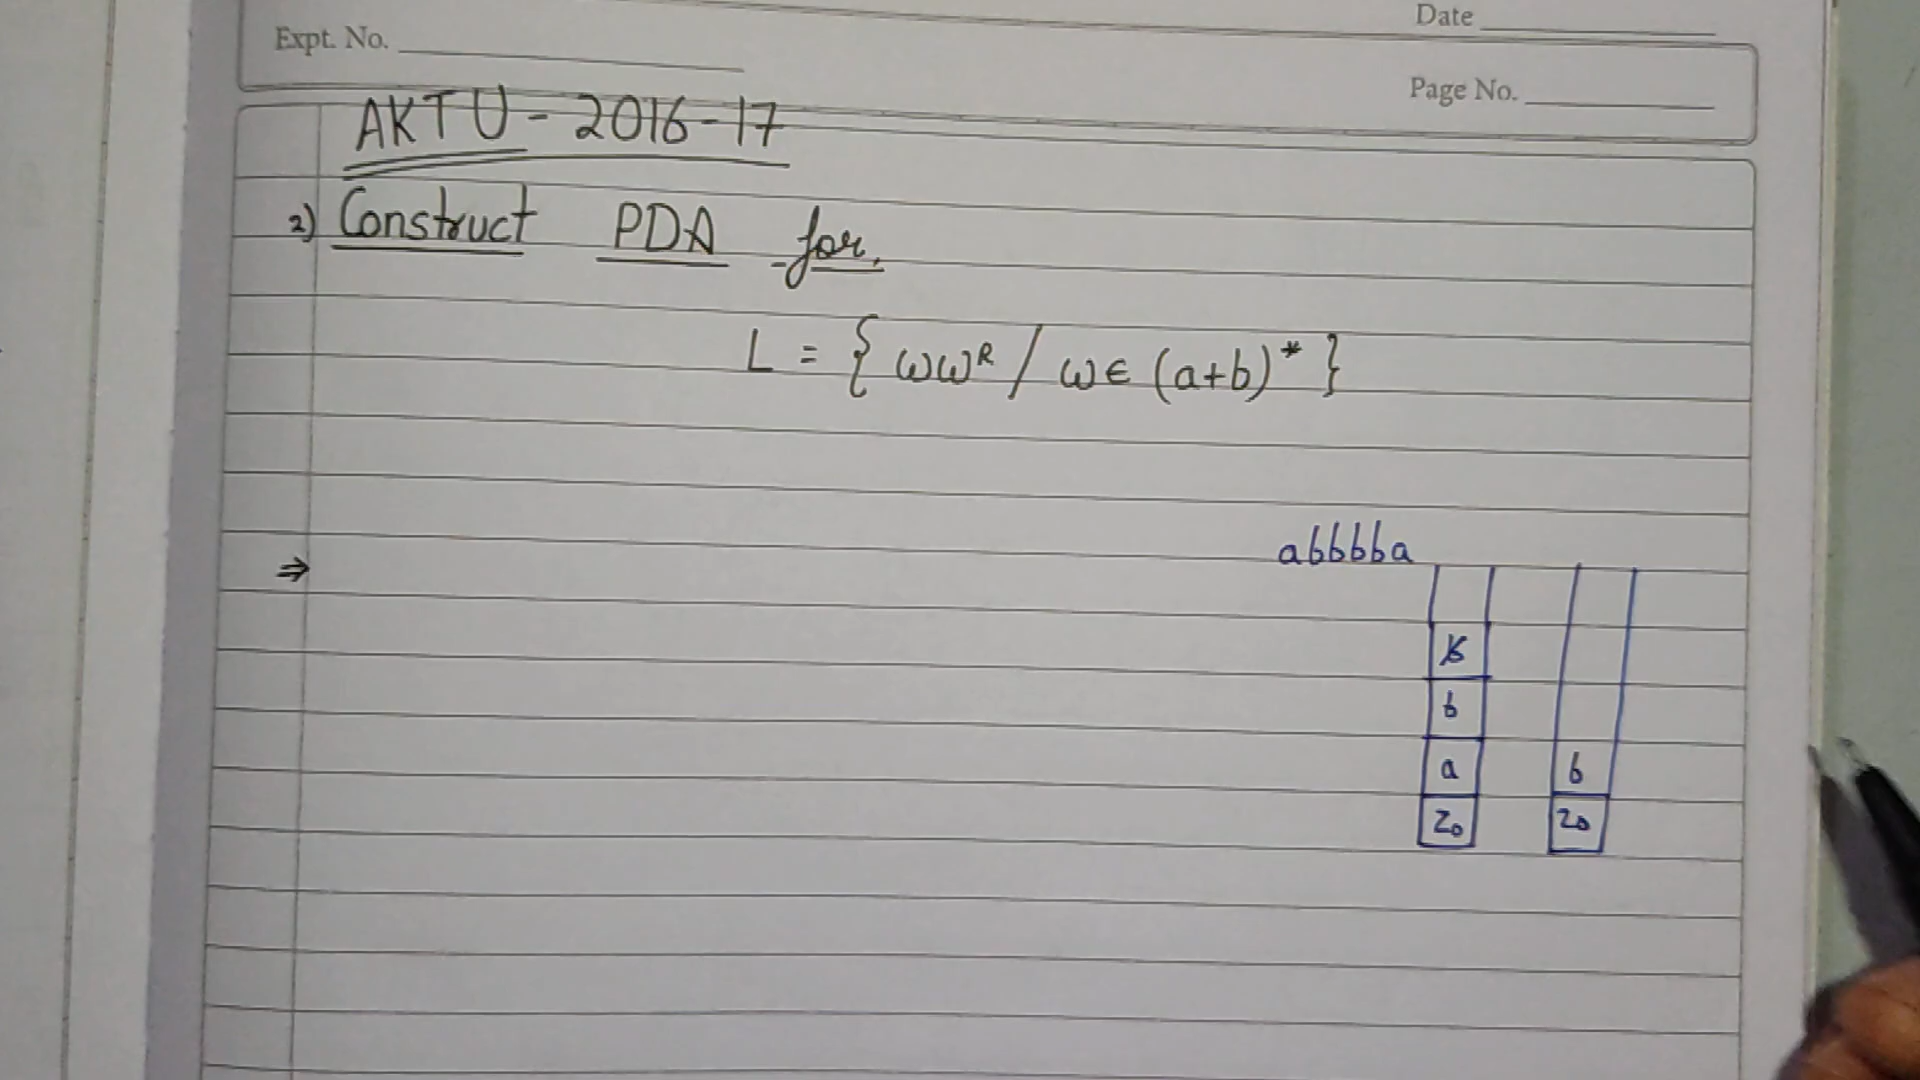 Date
Expt. No.
Page No.
AKTU - 2016-17
2) Construct PDA for,
L = { ωω^R / ω ∈ (a+b)* }
abbbba
⇒
b
b
a b
Z0 Z0